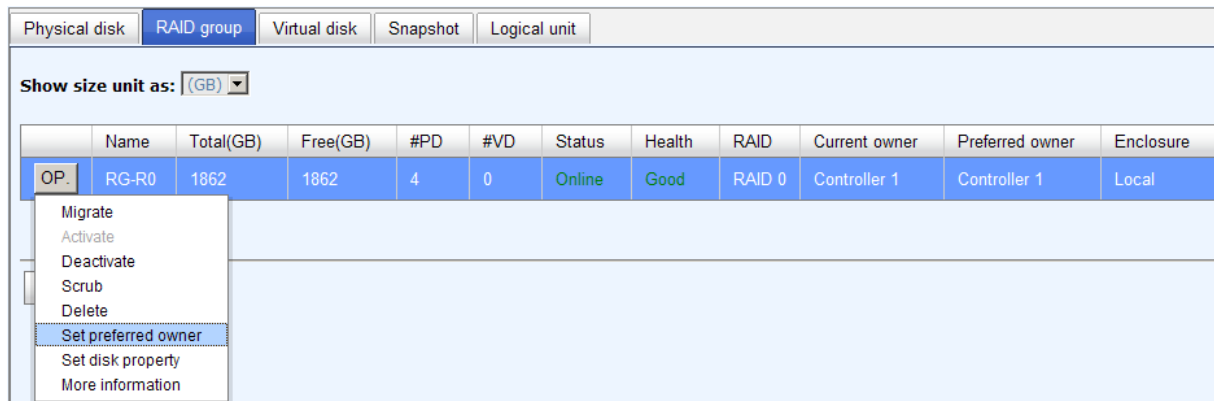 Physical disk RAID group Virtual disk Snapshot Logical unit
Show size unit as: (GB)
Name Total(GB) Free(GB) #PD #VD Status Health RAID Current owner Preferred owner Enclosure
OP. RG-R0 1862 1862 4 0 Online Good RAID 0 Controller 1 Controller 1 Local
Migrate
Activate
Deactivate
Scrub
Delete
Set preferred owner
Set disk property
More information